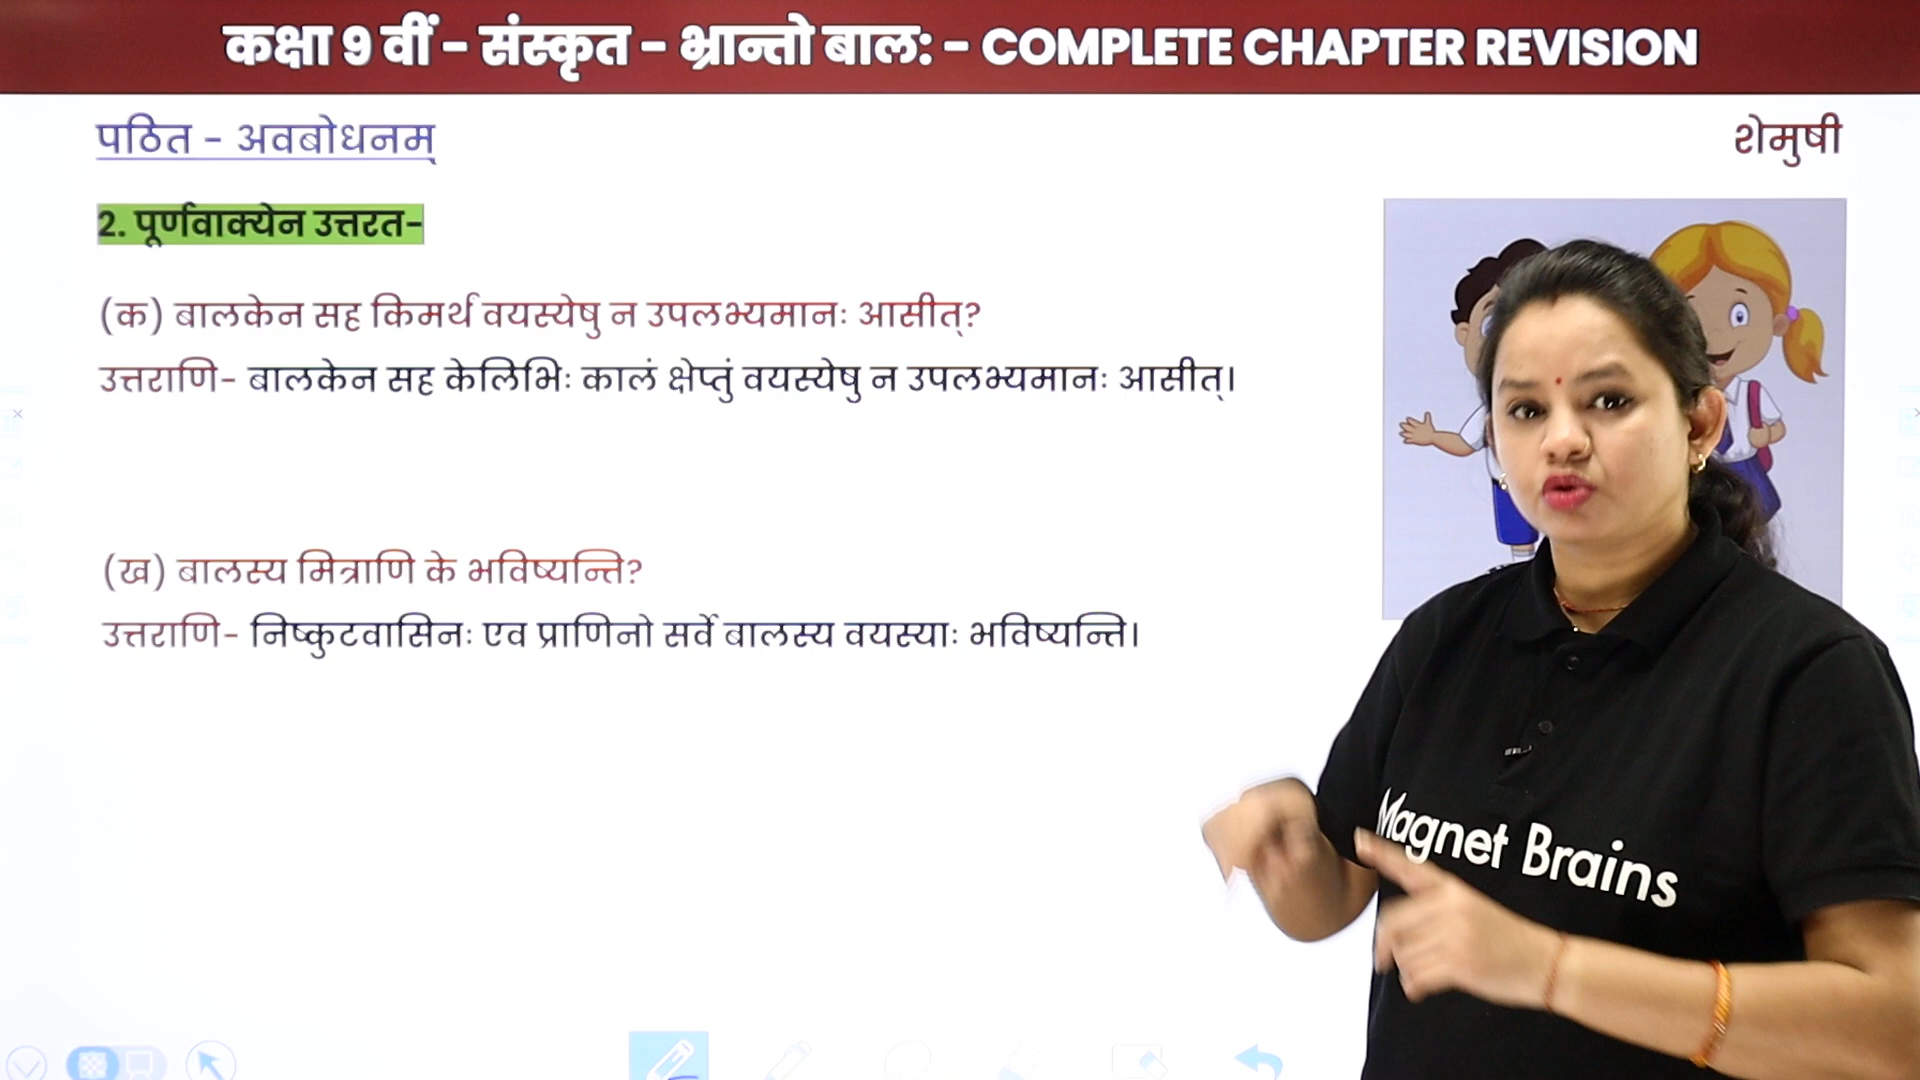 कक्षा 9 वीं - संस्कृत - भ्रान्तो बाल: - COMPLETE CHAPTER REVISION
पठित - अवबोधनम्
शेमुषी
2. पूर्णवाक्येन उत्तरत-
(क) बालकेन सह किमर्थ वयस्येषु न उपलभ्यमानः आसीत्?
उत्तराणि- बालकेन सह केलिभिः कालं क्षेप्तुं वयस्येषु न उपलभ्यमानः आसीत्।
(ख) बालस्य मित्राणि के भविष्यन्ति?
उत्तराणि- निष्कुटवासिनः एव प्राणिनो सर्वे बालस्य वयस्याः भविष्यन्ति।
Magnet Brains